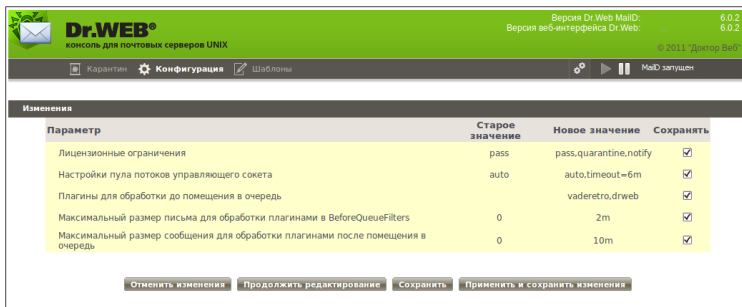 Dr.WEB®
консоль для почтовых серверов UNIX
Версия Dr.Web MailD: 6.0.2
Версия веб-интерфейса Dr.Web: 6.0.2
© 2011 "Доктор Веб"
Карантин Конфигурация Шаблоны MailD запущен
Изменения
Параметр Старое значение Новое значение Сохранять
Лицензионные ограничения pass pass,quarantine,notify
Настройки пула потоков управляющего сокета auto auto,timeout=6m
Плагины для обработки до помещения в очередь vaderetro,drweb
Максимальный размер письма для обработки плагинами в BeforeQueueFilters 0 2m
Максимальный размер сообщения для обработки плагинами после помещения в
очередь 0 10m
Отменить изменения Продолжить редактирование Сохранить Применить и сохранить изменения